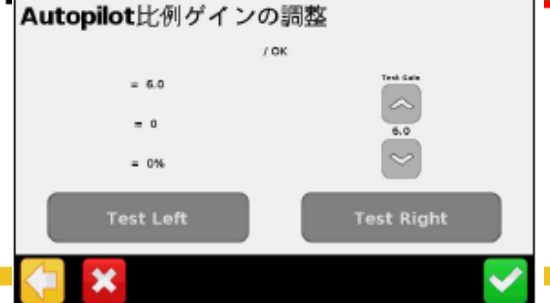 Autopilot比例ゲインの調整
/ OK
= 6.0
Test Gain
= 0
6.0
= 0%
Test Left
Test Right